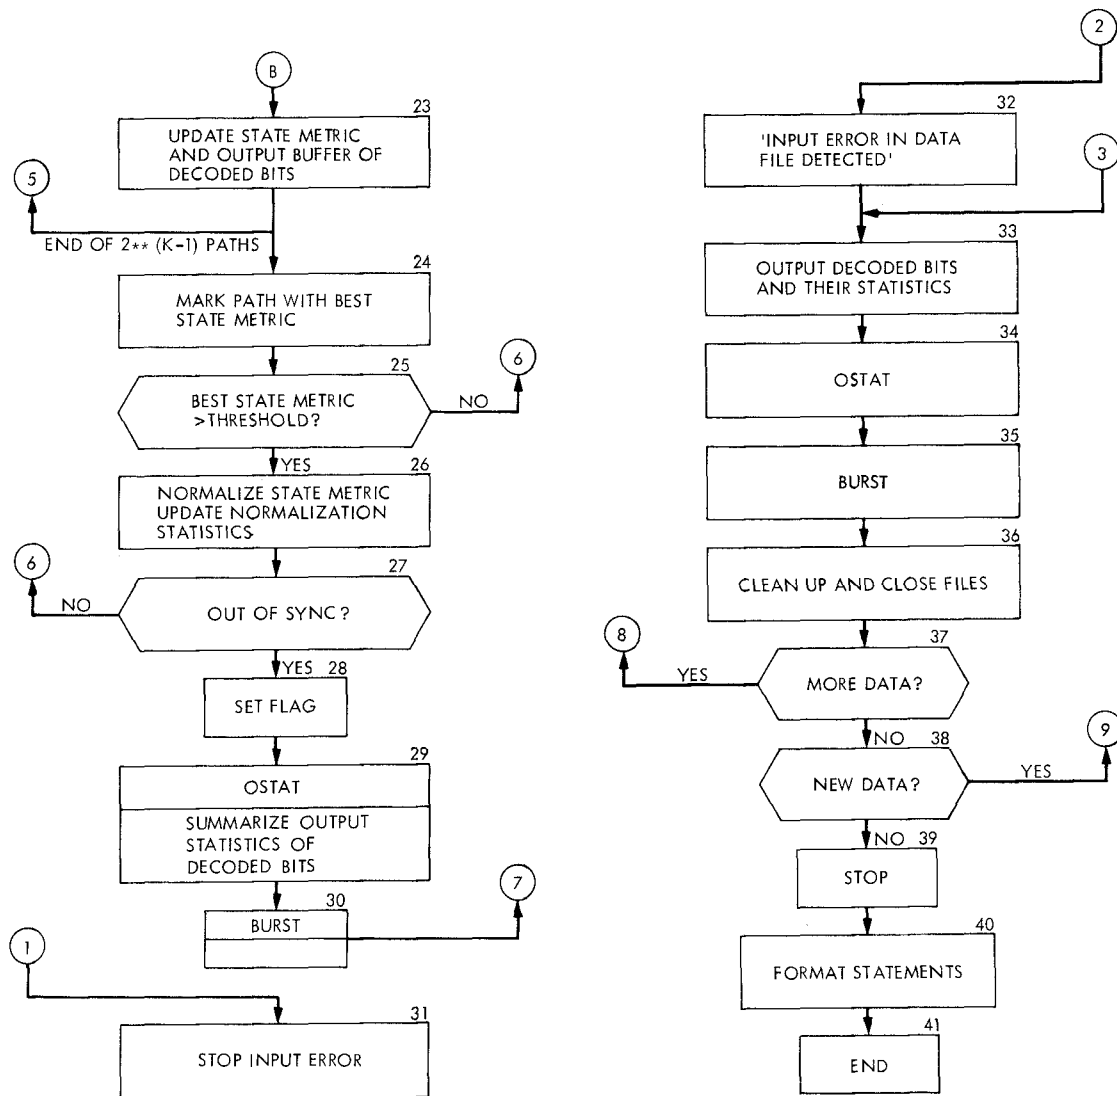 B
23
UPDATE STATE METRIC
AND OUTPUT BUFFER OF
DECODED BITS
5
END OF 2** (K-1) PATHS
24
MARK PATH WITH BEST
STATE METRIC
25
BEST STATE METRIC
>THRESHOLD?
NO
6
YES
26
NORMALIZE STATE METRIC
UPDATE NORMALIZATION
STATISTICS
6
27
NO
OUT OF SYNC?
YES
28
SET FLAG
29
OSTAT
SUMMARIZE OUTPUT
STATISTICS OF
DECODED BITS
7
30
BURST
1
31
STOP INPUT ERROR
2
32
'INPUT ERROR IN DATA
FILE DETECTED'
3
33
OUTPUT DECODED BITS
AND THEIR STATISTICS
34
OSTAT
35
BURST
36
CLEAN UP AND CLOSE FILES
8
37
YES
MORE DATA?
NO
38
9
NEW DATA?
YES
NO
39
STOP
40
FORMAT STATEMENTS
41
END